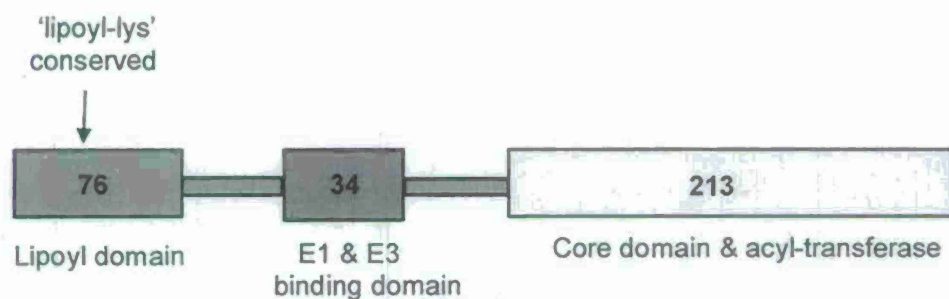 'lipoyl-lys'
conserved
76
34
213
Lipoyl domain
E1 & E3
binding domain
Core domain & acyl-transferase